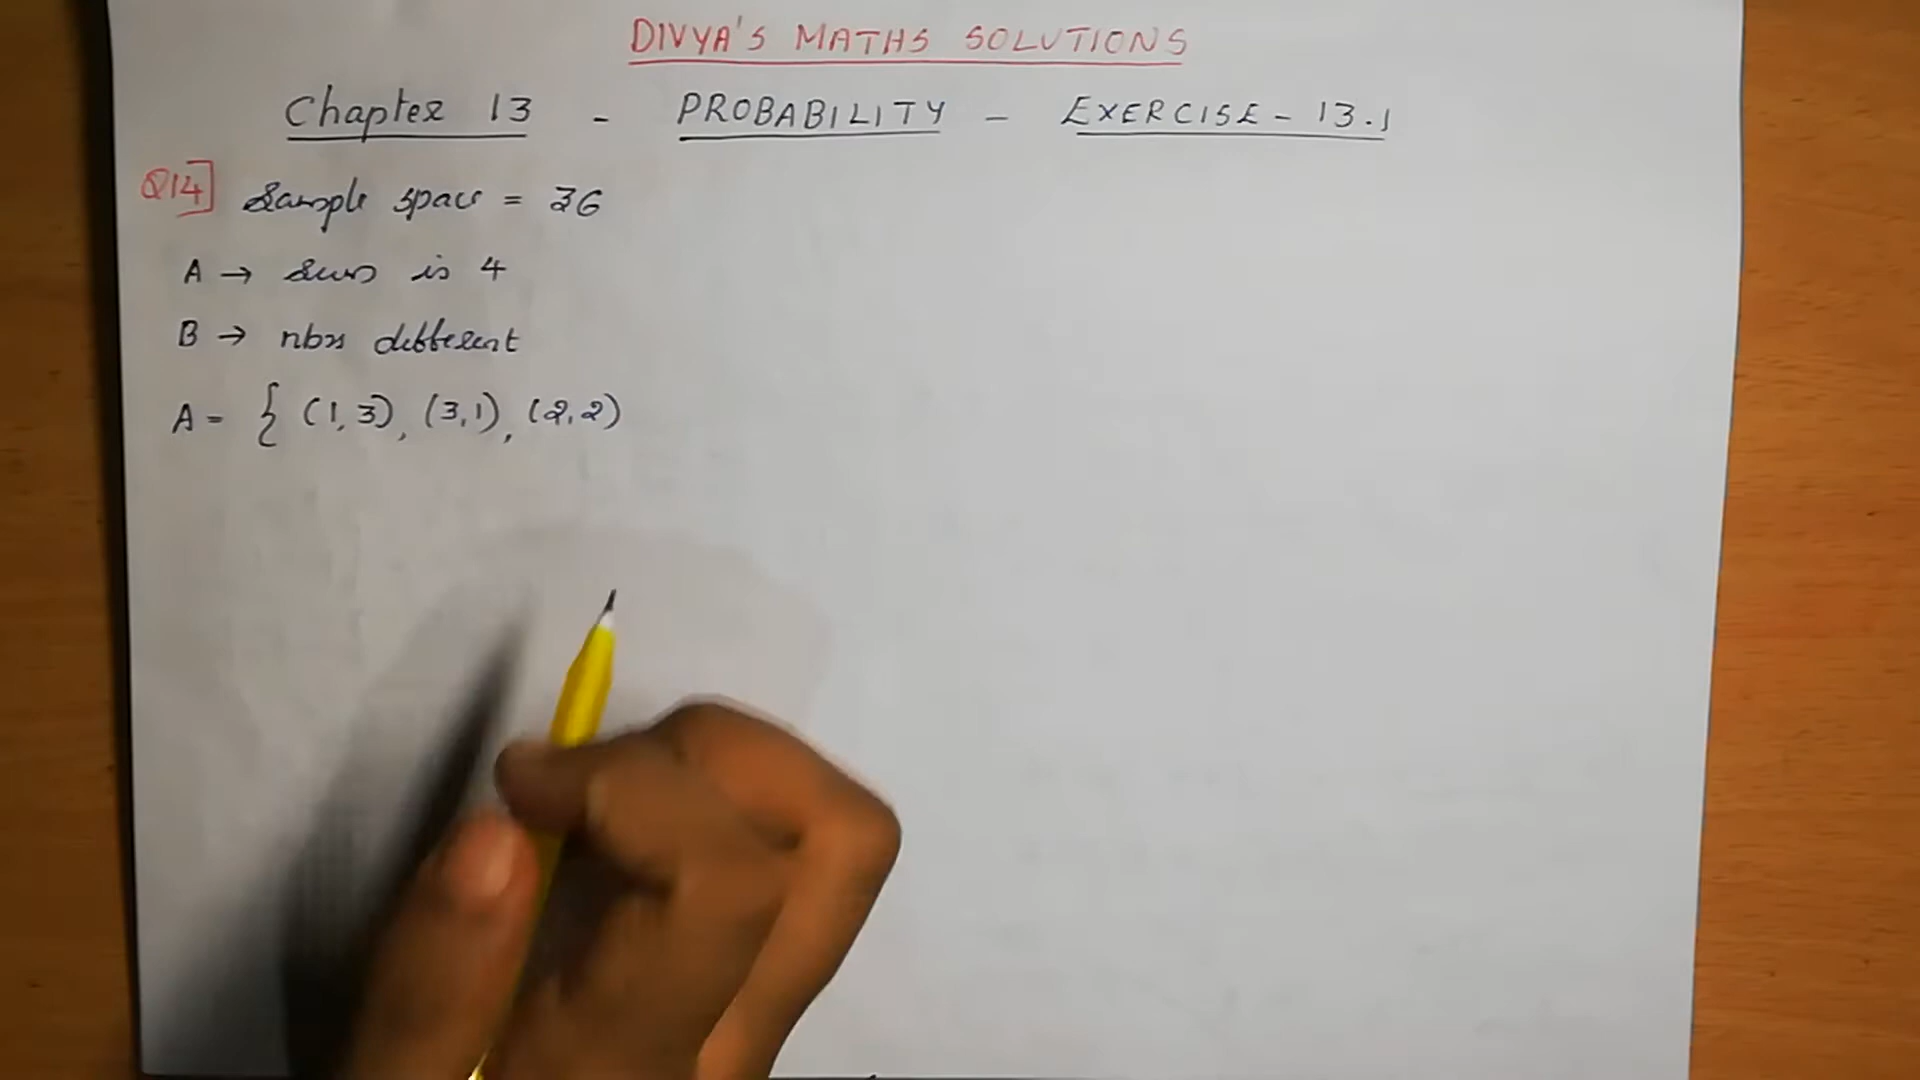 DIVYA'S MATHS SOLUTIONS
Chapter 13 - PROBABILITY - EXERCISE - 13.1
Q14] Sample space = 36
A → sum is 4
B → nbrs different
A = { (1,3), (3,1), (2,2)